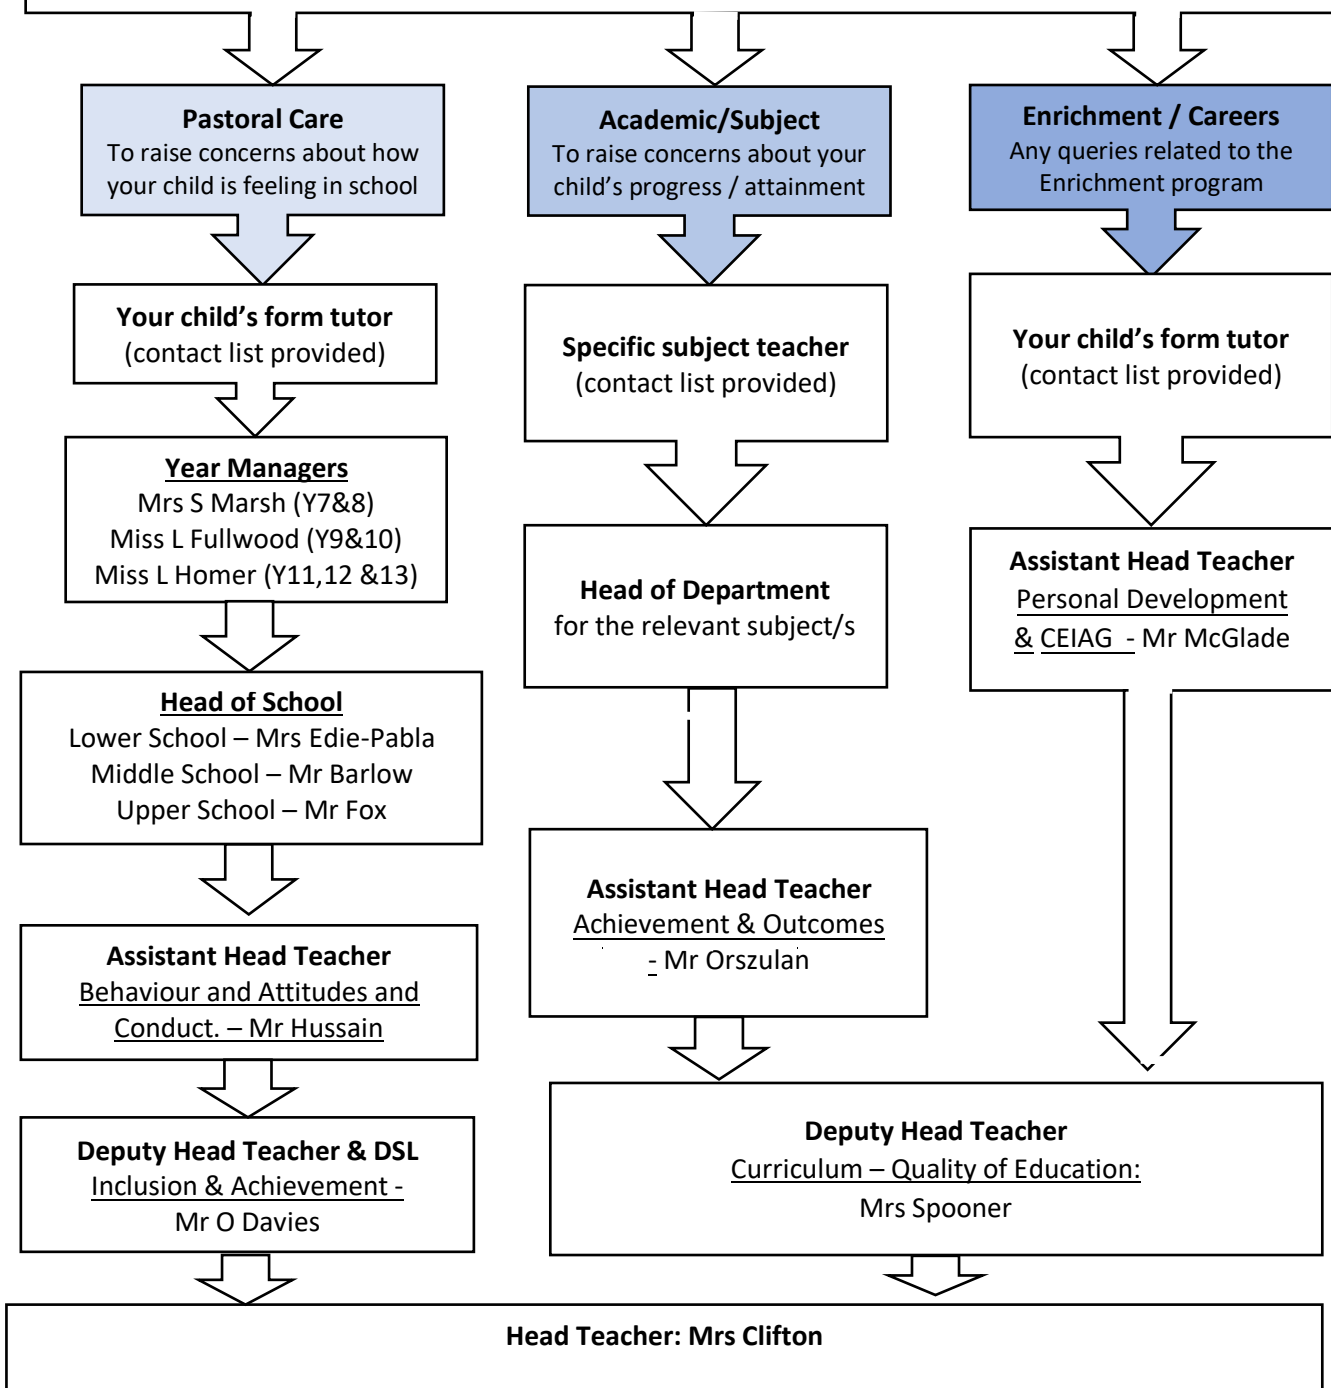 Pastoral Care
To raise concerns about how
your child is feeling in school
Academic/Subject
To raise concerns about your
child’s progress / attainment
Enrichment / Careers
Any queries related to the
Enrichment program
Your child’s form tutor
(contact list provided)
Specific subject teacher
(contact list provided)
Your child’s form tutor
(contact list provided)
Year Managers
Mrs S Marsh (Y7&8)
Miss L Fullwood (Y9&10)
Miss L Homer (Y11,12 &13)
Head of Department
for the relevant subject/s
Assistant Head Teacher
Personal Development
& CEIAG - Mr McGlade
Head of School
Lower School – Mrs Edie-Pabla
Middle School – Mr Barlow
Upper School – Mr Fox
Assistant Head Teacher
Achievement & Outcomes
- Mr Orszulan
Assistant Head Teacher
Behaviour and Attitudes and
Conduct. – Mr Hussain
Deputy Head Teacher & DSL
Inclusion & Achievement -
Mr O Davies
Deputy Head Teacher
Curriculum – Quality of Education:
Mrs Spooner
Head Teacher: Mrs Clifton